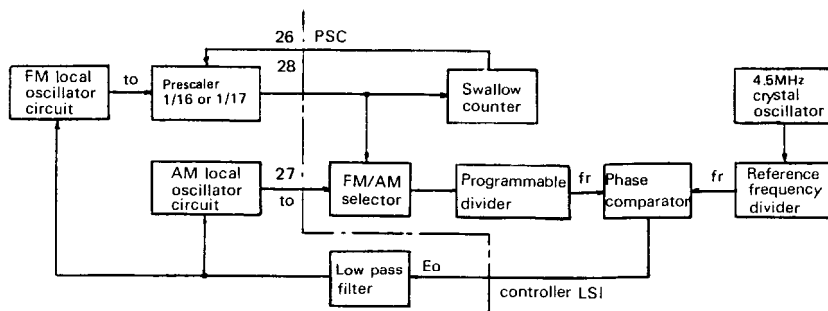 26 PSC
28
FM local
oscillator
circuit
to
Prescaler
1/16 or 1/17
Swallow
counter
4.5MHz
crystal
oscillator
AM local
oscillator
circuit
27
to
FM/AM
selector
Programmable
divider
fr
Phase
comparator
fr
Reference
frequency
divider
Low pass
filter
Eo
controller LSI